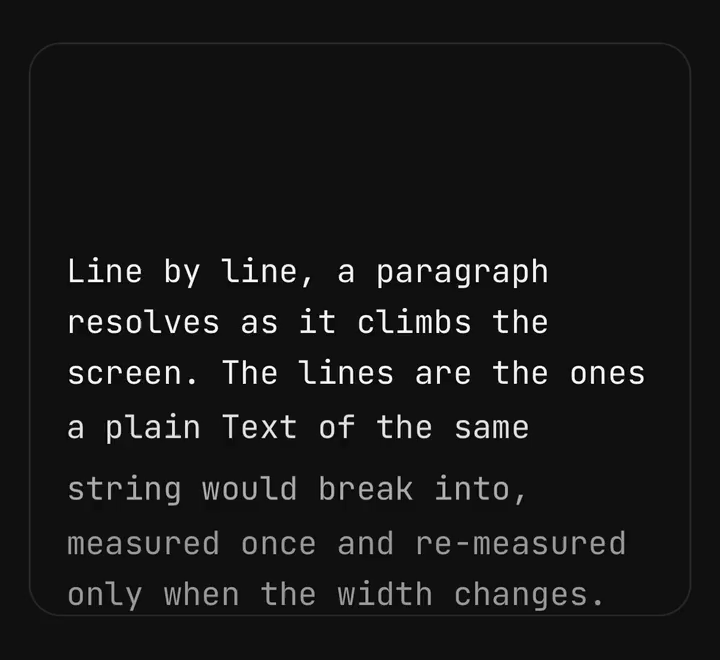 Line by line, a paragraph
resolves as it climbs the
screen. The lines are the ones
a plain Text of the same
string would break into,
measured once and re-measured
only when the width changes.